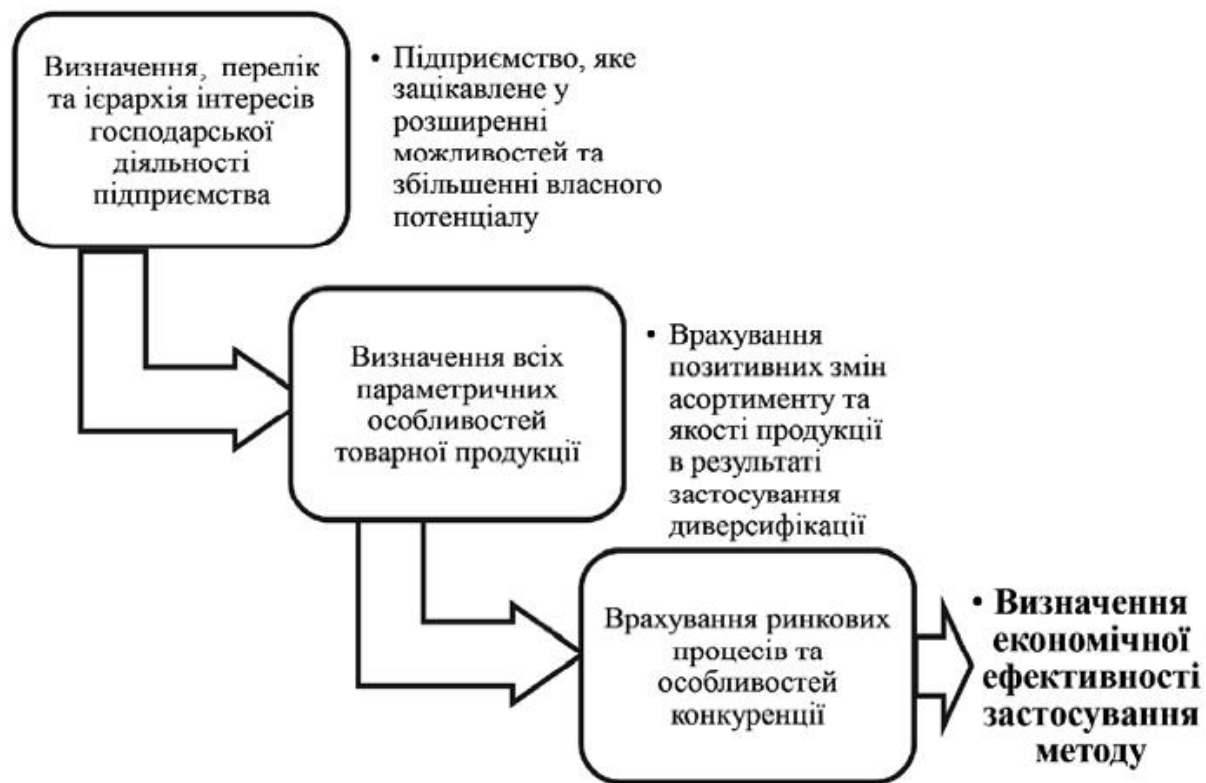 Визначення, перелік
та ієрархія інтересів
господарської
діяльності
підприємства
• Підприємство, яке
зацікавлене у
розширенні
можливостей та
збільшенні власного
потенціалу
Визначення всіх
параметричних
особливостей
товарної продукції
• Врахування
позитивних змін
асортименту та
якості продукції
в результаті
застосування
диверсифікації
Врахування ринкових
процесів та
особливостей
конкуренції
• Визначення
економічної
ефективності
застосування
методу